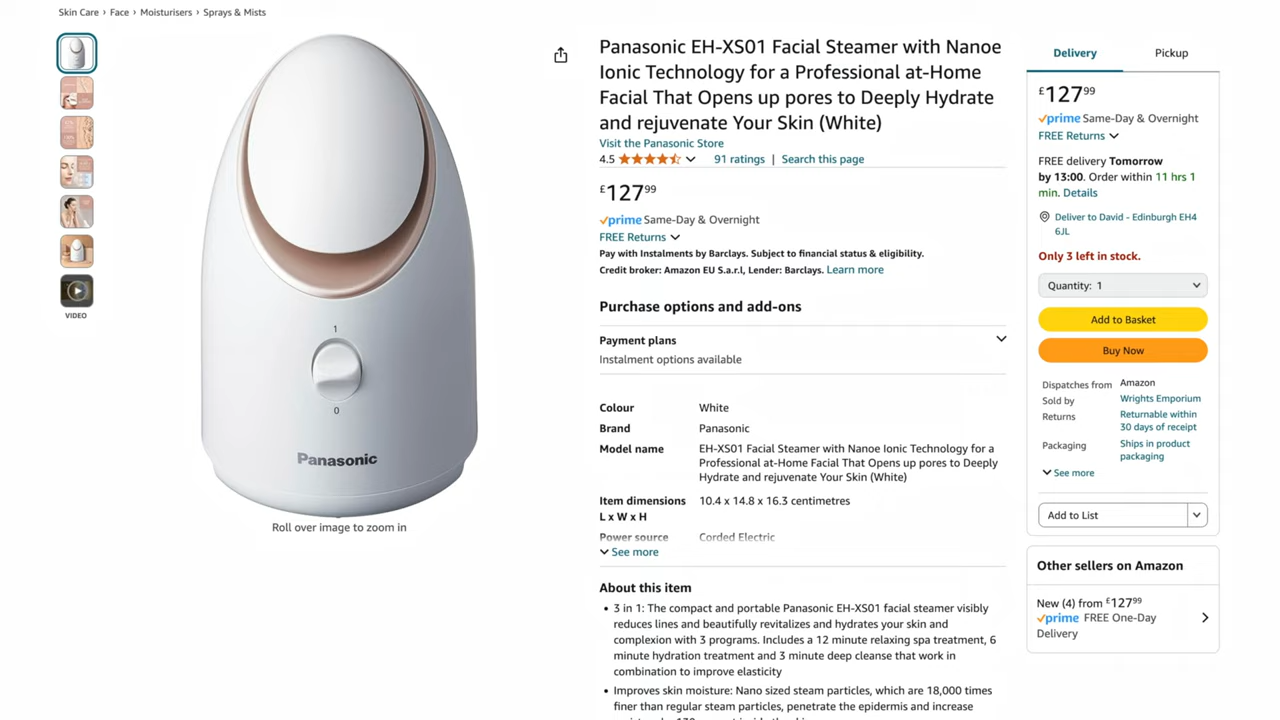 Skin Care › Face › Moisturisers › Sprays & Mists
VIDEO
1
0
Panasonic
Roll over image to zoom in
Panasonic EH-XS01 Facial Steamer with Nanoe
Ionic Technology for a Professional at-Home
Facial That Opens up pores to Deeply Hydrate
and rejuvenate Your Skin (White)
Visit the Panasonic Store
4.5 91 ratings | Search this page
£127.99
prime Same-Day & Overnight
FREE Returns
Pay with Instalments by Barclays. Subject to financial status & eligibility.
Credit broker: Amazon EU S.a.r.l, Lender: Barclays. Learn more
Purchase options and add-ons
Payment plans
Instalment options available
Colour White
Brand Panasonic
Model name EH-XS01 Facial Steamer with Nanoe Ionic Technology for a
Professional at-Home Facial That Opens up pores to Deeply
Hydrate and rejuvenate Your Skin (White)
Item dimensions 10.4 x 14.8 x 16.3 centimetres
L x W x H
Power source Corded Electric
See more
About this item
• 3 in 1: The compact and portable Panasonic EH-XS01 facial steamer visibly
reduces lines and beautifully revitalizes and hydrates your skin and
complexion with 3 programs. Includes a 12 minute relaxing spa treatment, 6
minute hydration treatment and 3 minute deep cleanse that work in
combination to improve elasticity
• Improves skin moisture: Nano sized steam particles, which are 18,000 times
finer than regular steam particles, penetrate the epidermis and increase
Delivery Pickup
£127.99
prime Same-Day & Overnight
FREE Returns
FREE delivery Tomorrow
by 13:00. Order within 11 hrs 1
min. Details
Deliver to David - Edinburgh EH4
6JL
Only 3 left in stock.
Quantity: 1
Add to Basket
Buy Now
Dispatches from Amazon
Sold by Wrights Emporium
Returns Returnable within
30 days of receipt
Packaging Ships in product
packaging
See more
Add to List
Other sellers on Amazon
New (4) from £127.99
prime FREE One-Day
Delivery